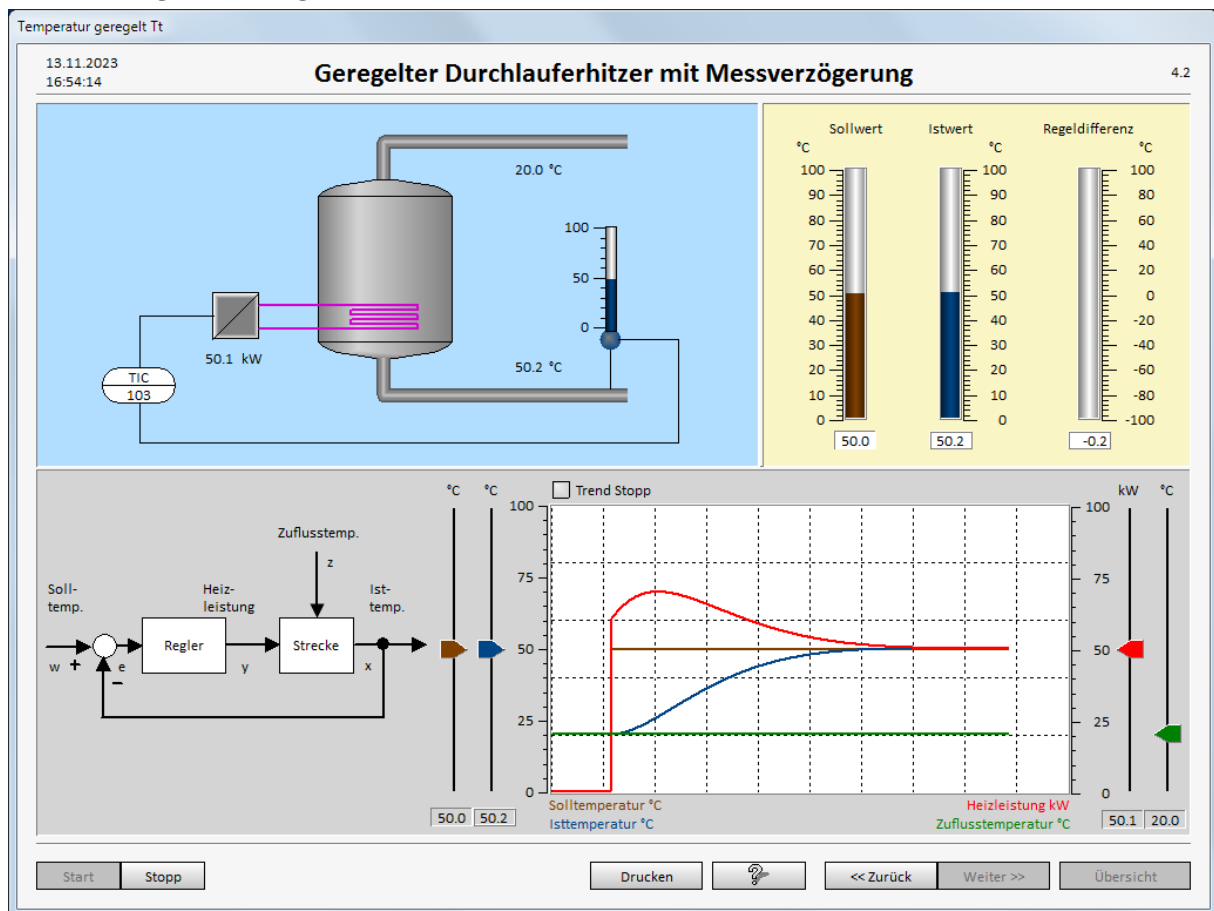 Temperatur geregelt Tt
13.11.2023
16:54:14
Geregelter Durchlauferhitzer mit Messverzögerung
4.2
20.0 °C
100
50
0
50.1 kW
50.2 °C
TIC
103
Sollwert Istwert Regeldifferenz
°C °C °C
100 100 100
90 90 80
80 80 60
70 70 40
60 60 20
50 50 0
40 40 -20
30 30 -40
20 20 -60
10 10 -80
0 0 -100
50.0 50.2 -0.2
Zuflusstemp.
z
Soll-
temp.
Heiz-
leistung
Ist-
temp.
Regler
Strecke
w + e y x
−
°C °C
Trend Stopp
kW °C
100 100
75 75
50 50
25 25
0 0
Solltemperatur °C Heizleistung kW
Isttemperatur °C Zuflusstemperatur °C
50.0 50.2 50.1 20.0
Start Stopp Drucken << Zurück Weiter >> Übersicht